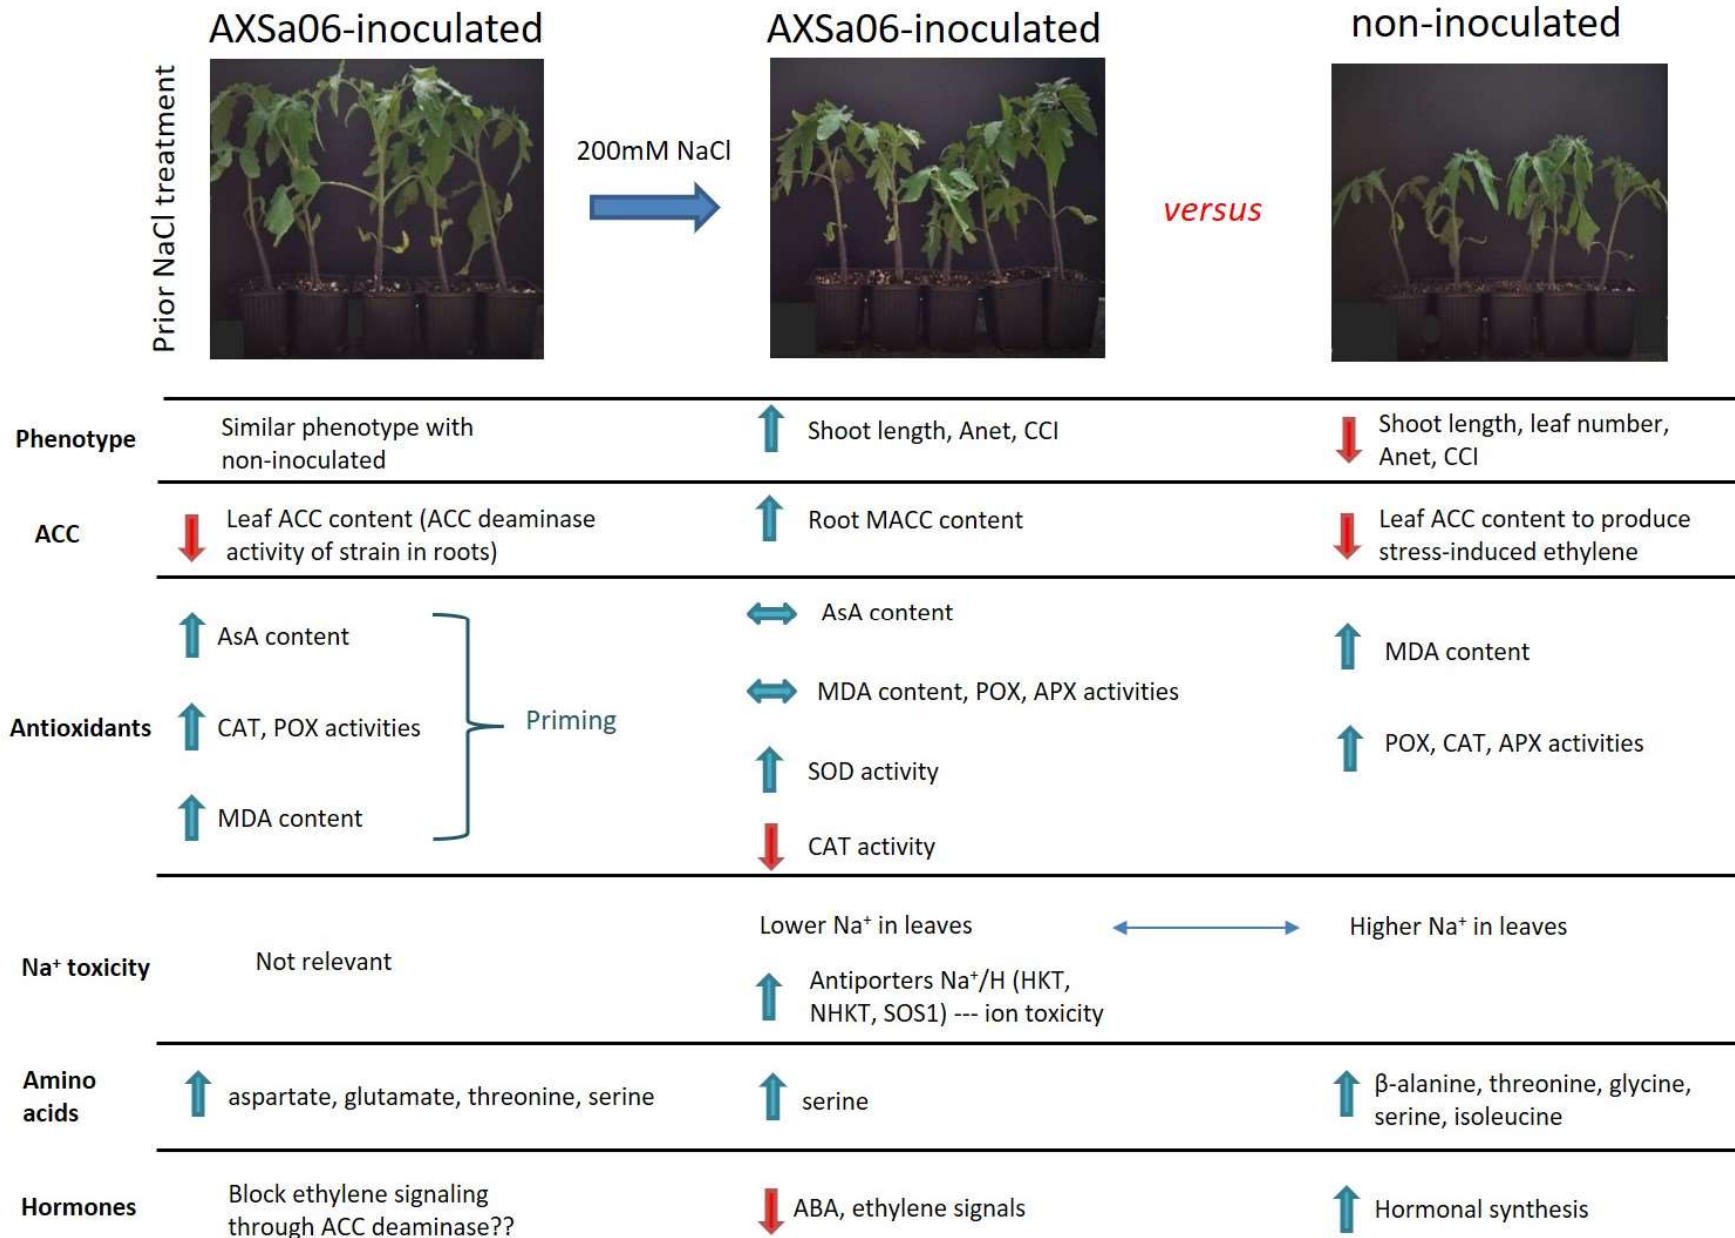 AXSa06-inoculated
AXSa06-inoculated
non-inoculated
Prior NaCl treatment
200mM NaCl
versus
Phenotype
Similar phenotype with
non-inoculated
Shoot length, Anet, CCI
Shoot length, leaf number,
Anet, CCI
ACC
Leaf ACC content (ACC deaminase
activity of strain in roots)
Root MACC content
Leaf ACC content to produce
stress-induced ethylene
Antioxidants
AsA content
CAT, POX activities
MDA content
Priming
AsA content
MDA content, POX, APX activities
SOD activity
CAT activity
MDA content
POX, CAT, APX activities
Na⁺ toxicity
Not relevant
Lower Na⁺ in leaves
Antiporters Na⁺/H (HKT,
NHKT, SOS1) --- ion toxicity
Higher Na⁺ in leaves
Amino
acids
aspartate, glutamate, threonine, serine
serine
β-alanine, threonine, glycine,
serine, isoleucine
Hormones
Block ethylene signaling
through ACC deaminase??
ABA, ethylene signals
Hormonal synthesis